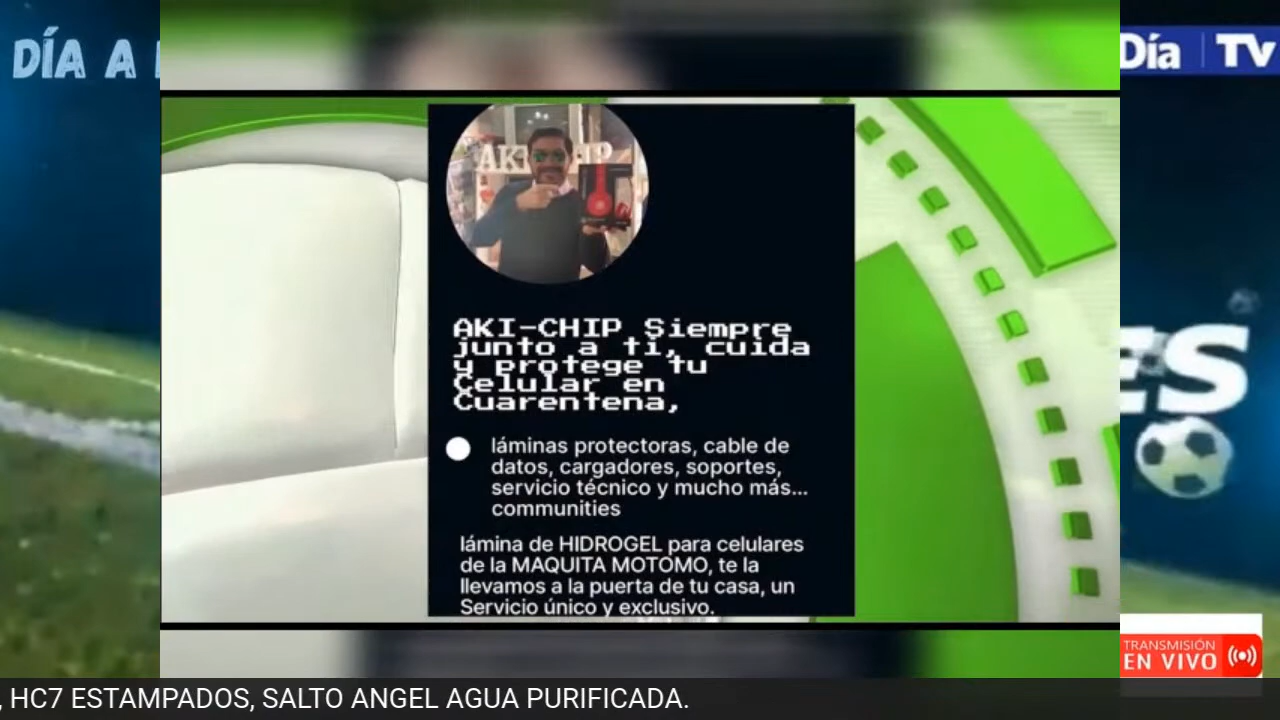 DÍA A
Día | Tv
AKI CHIP
AKI-CHIP Siempre
junto a ti, cuida
y protege tu
Celular en
Cuarentena,
láminas protectoras, cable de
datos, cargadores, soportes,
servicio técnico y mucho más...
communities
lámina de HIDROGEL para celulares
de la MAQUITA MOTOMO, te la
llevamos a la puerta de tu casa, un
Servicio único y exclusivo.
ES
TRANSMISIÓN
EN VIVO
, HC7 ESTAMPADOS, SALTO ANGEL AGUA PURIFICADA.